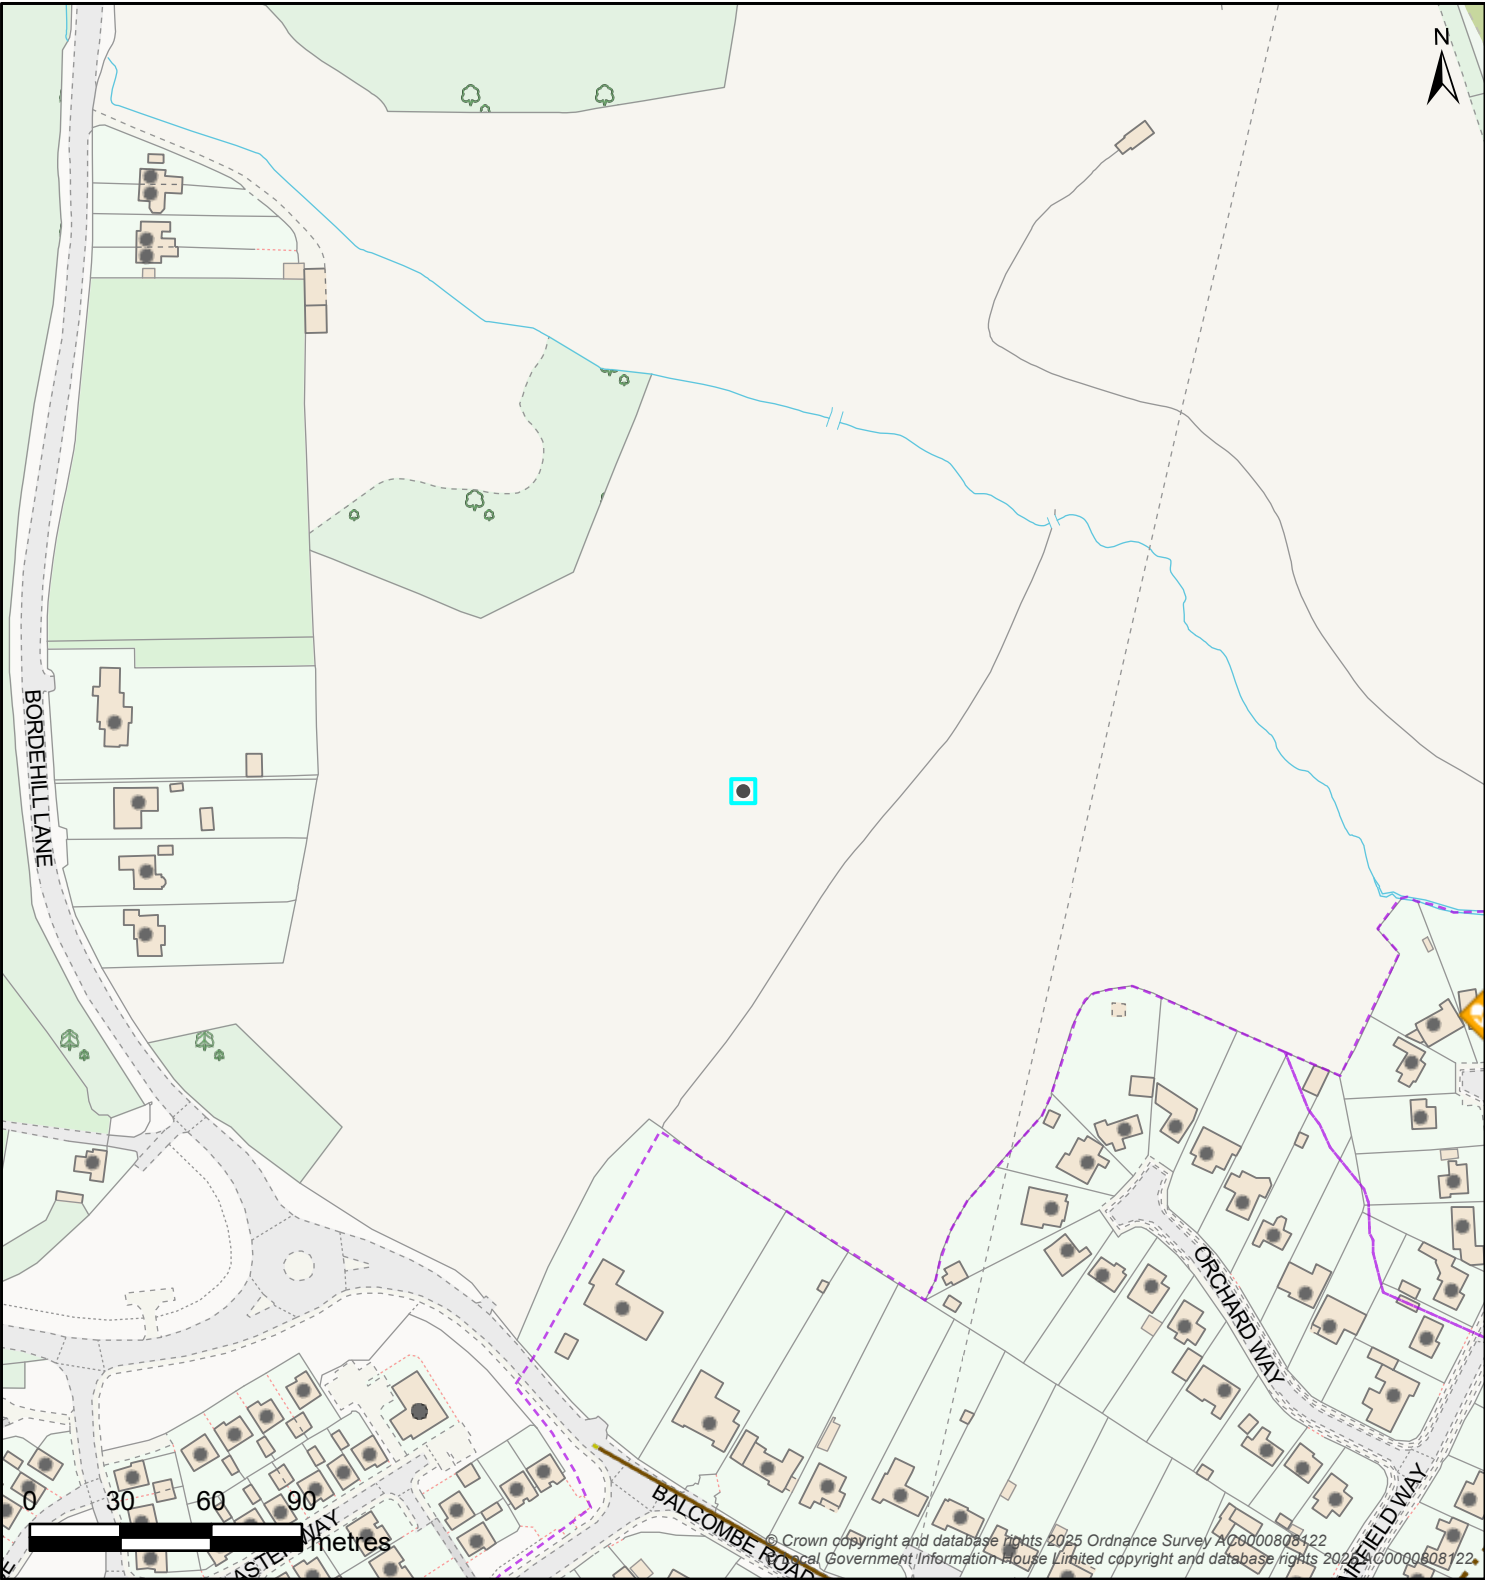 N
BORDEHILL LANE
ORCHARD WAY
BALCOMBE ROAD
0 30 60 90
metres
© Crown copyright and database rights 2025 Ordnance Survey AC0000808122
Local Government Information House Limited copyright and database rights 2025 AC0000808122